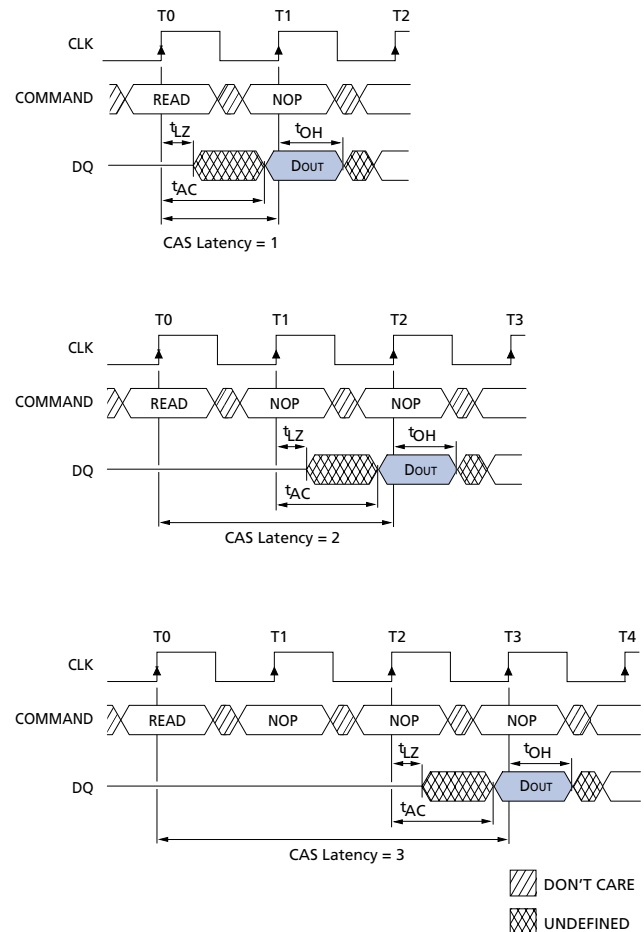 T0 T1 T2
CLK
COMMAND READ NOP
tLZ tOH
DQ DOUT
tAC
CAS Latency = 1
T0 T1 T2 T3
CLK
COMMAND READ NOP NOP
tLZ tOH
DQ DOUT
tAC
CAS Latency = 2
T0 T1 T2 T3 T4
CLK
COMMAND READ NOP NOP NOP
tLZ tOH
DQ DOUT
tAC
CAS Latency = 3
DON'T CARE
UNDEFINED